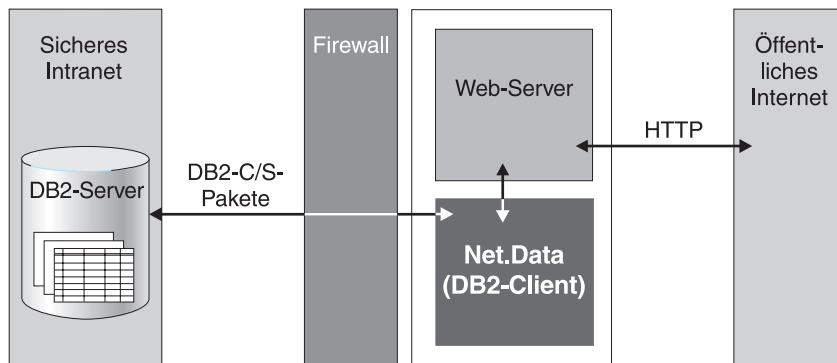 Sicheres
Intranet
DB2-Server
DB2-C/S-
Pakete
Firewall
Web-Server
Net.Data
(DB2-Client)
HTTP
Öffent-
liches
Internet